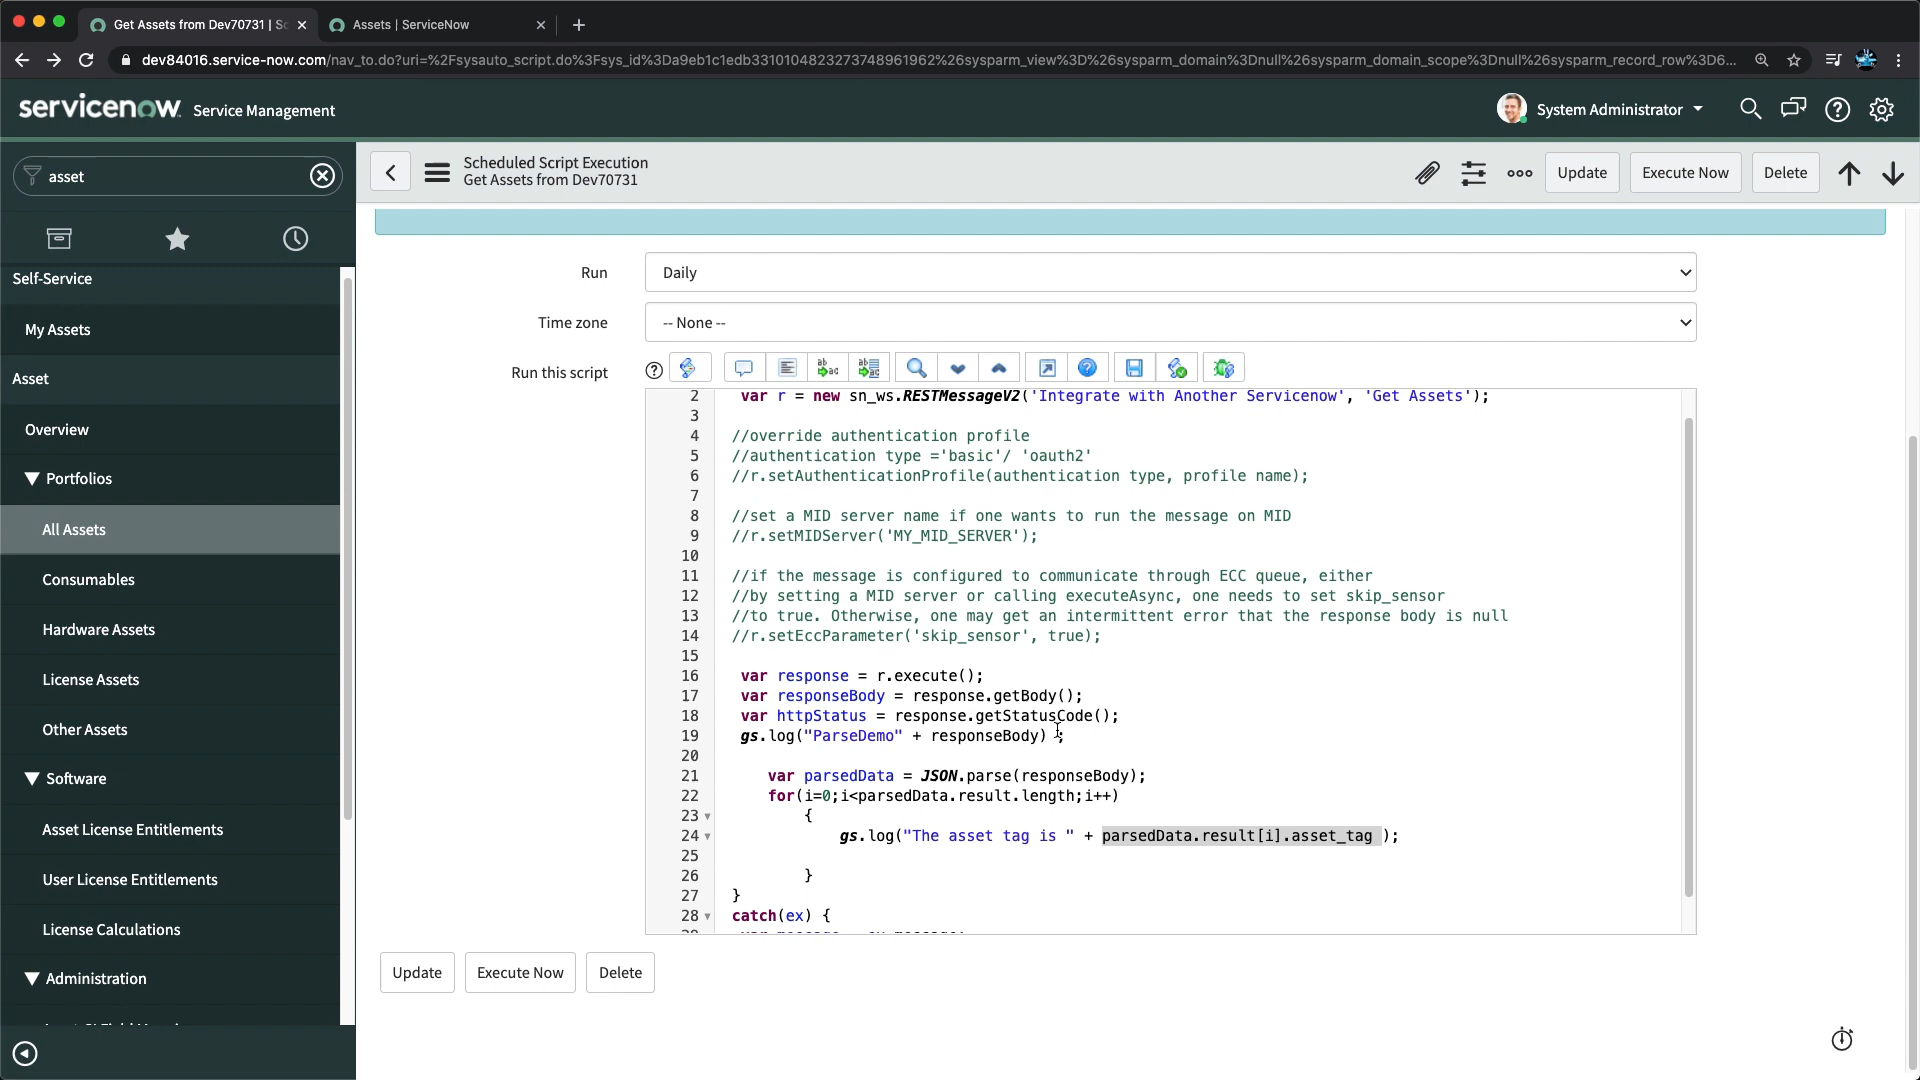 Get Assets from Dev70731 | Sc
Assets | ServiceNow
dev84016.service-now.com/nav_to.do?uri=%2Fsysauto_script.do%3Fsys_id%3Da9eb1c1edb3310104823273748961962%26sysparm_view%3D%26sysparm_domain%3Dnull%26sysparm_domain_scope%3Dnull%26sysparm_record_row%3D6...
servicenow Service Management
System Administrator
asset
Scheduled Script Execution
Get Assets from Dev70731
Update
Execute Now
Delete
Self-Service
My Assets
Asset
Overview
Portfolios
All Assets
Consumables
Hardware Assets
License Assets
Other Assets
Software
Asset License Entitlements
User License Entitlements
License Calculations
Administration
Run
Daily
Time zone
-- None --
Run this script
2 var r = new sn_ws.RESTMessageV2('Integrate with Another Servicenow', 'Get Assets');
3
4 //override authentication profile
5 //authentication type ='basic'/ 'oauth2'
6 //r.setAuthenticationProfile(authentication type, profile name);
7
8 //set a MID server name if one wants to run the message on MID
9 //r.setMIDServer('MY_MID_SERVER');
10
11 //if the message is configured to communicate through ECC queue, either
12 //by setting a MID server or calling executeAsync, one needs to set skip_sensor
13 //to true. Otherwise, one may get an intermittent error that the response body is null
14 //r.setEccParameter('skip_sensor', true);
15
16 var response = r.execute();
17 var responseBody = response.getBody();
18 var httpStatus = response.getStatusCode();
19 gs.log("ParseDemo" + responseBody) ;
20
21 var parsedData = JSON.parse(responseBody);
22 for(i=0;i<parsedData.result.length;i++)
23 {
24 gs.log("The asset tag is " + parsedData.result[i].asset_tag );
25
26 }
27 }
28 catch(ex) {
Update
Execute Now
Delete